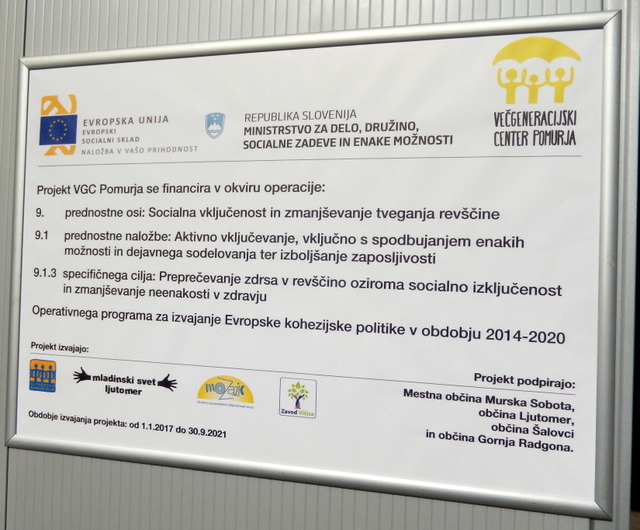 EVROPSKA UNIJA
EVROPSKI
SOCIALNI SKLAD
NALOŽBA V VAŠO PRIHODNOST
REPUBLIKA SLOVENIJA
MINISTRSTVO ZA DELO, DRUŽINO,
SOCIALNE ZADEVE IN ENAKE MOŽNOSTI
VEČGENERACIJSKI
CENTER POMURJA
Projekt VGC Pomurja se financira v okviru operacije:
9. prednostne osi: Socialna vključenost in zmanjševanje tveganja revščine
9.1 prednostne naložbe: Aktivno vključevanje, vključno s spodbujanjem enakih
možnosti in dejavnega sodelovanja ter izboljšanje zaposljivosti
9.1.3 specifičnega cilja: Preprečevanje zdrsa v revščino oziroma socialno izključenost
in zmanjševanje neenakosti v zdravju
Operativnega programa za izvajanje Evropske kohezijske politike v obdobju 2014-2020
Projekt izvajajo:
mladinski svet
ljutomer
mozaik
Zavod Vitica
Obdobje izvajanja projekta: od 1.1.2017 do 30.9.2021
Projekt podpirajo:
Mestna občina Murska Sobota,
občina Ljutomer,
občina Šalovci
in občina Gornja Radgona.